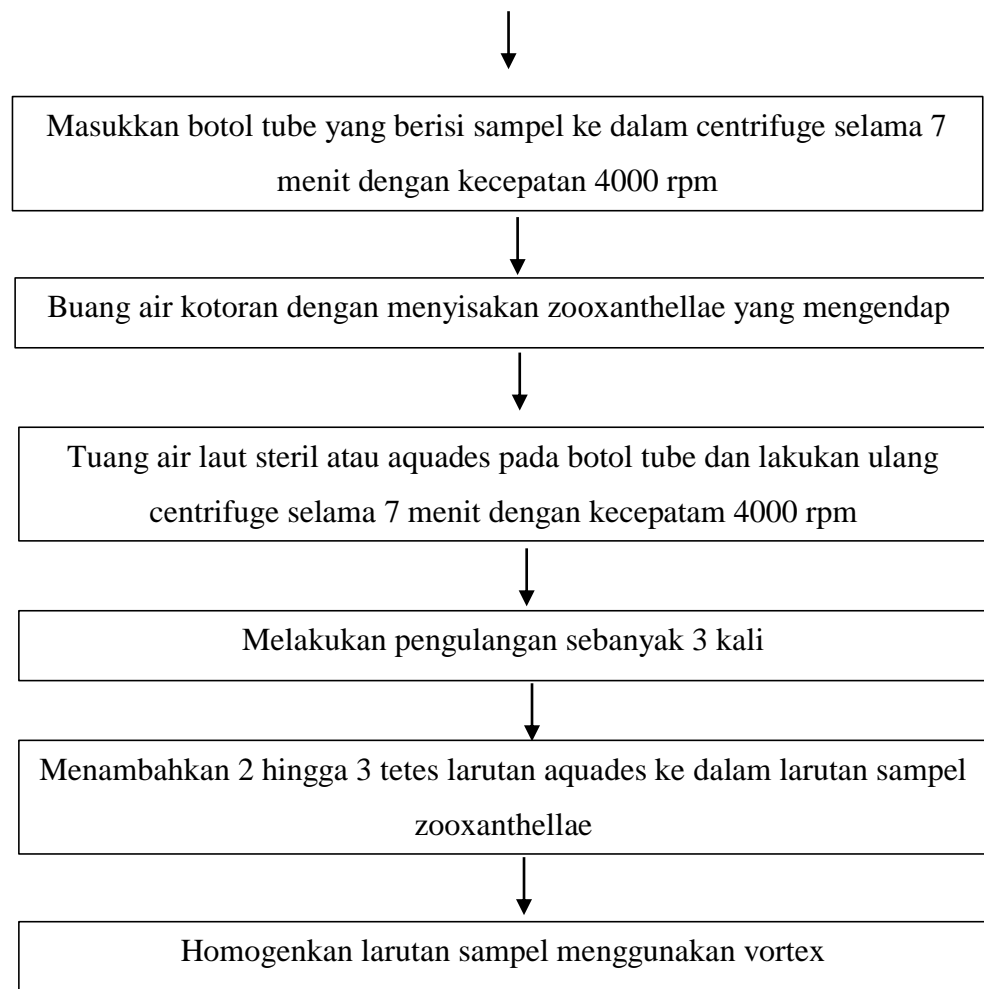 Masukkan botol tube yang berisi sampel ke dalam centrifuge selama 7
menit dengan kecepatan 4000 rpm
Buang air kotoran dengan menyisakan zooxanthellae yang mengendap
Tuang air laut steril atau aquades pada botol tube dan lakukan ulang
centrifuge selama 7 menit dengan kecepatam 4000 rpm
Melakukan pengulangan sebanyak 3 kali
Menambahkan 2 hingga 3 tetes larutan aquades ke dalam larutan sampel
zooxanthellae
Homogenkan larutan sampel menggunakan vortex